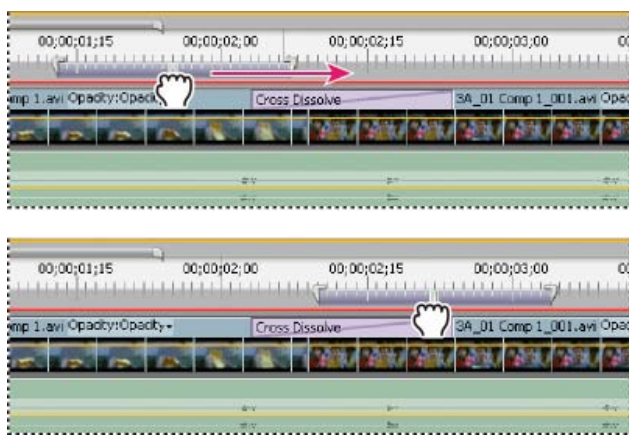 00;00;01;15 00;00;02;00 00;00;02;15 00;00;03;00 00
mp 1.avi Opacity:Opacit Cross Dissolve 3A_01 Comp 1_001.avi Opac
00;00;01;15 00;00;02;00 00;00;02;15 00;00;03;00 00
mp 1.avi Opacity:Opacity Cross Dissolve 3A_01 Comp 1_001.avi Opac